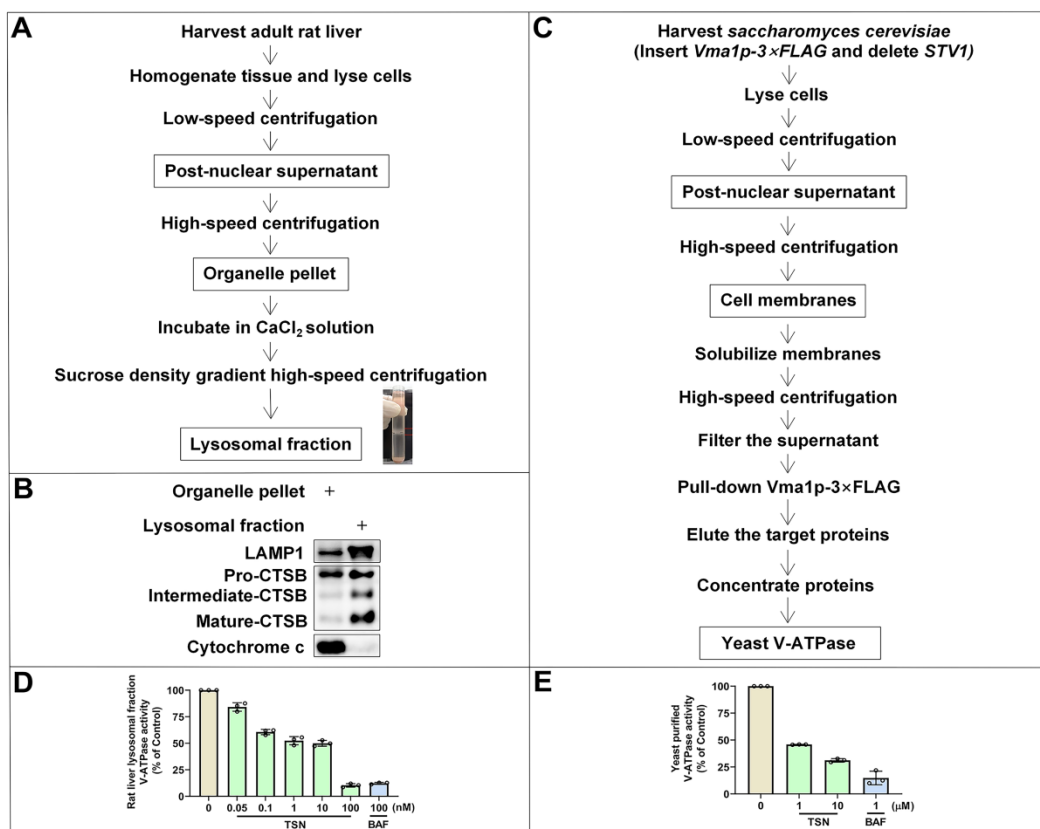 A
Harvest adult rat liver
Homogenate tissue and lyse cells
Low-speed centrifugation
Post-nuclear supernatant
High-speed centrifugation
Organelle pellet
Incubate in CaCl₂ solution
Sucrose density gradient high-speed centrifugation
Lysosomal fraction
B
Organelle pellet +
Lysosomal fraction +
LAMP1
Pro-CTSB
Intermediate-CTSB
Mature-CTSB
Cytochrome c
C
Harvest saccharomyces cerevisiae
(Insert Vma1p-3×FLAG and delete STV1)
Lyse cells
Low-speed centrifugation
Post-nuclear supernatant
High-speed centrifugation
Cell membranes
Solubilize membranes
High-speed centrifugation
Filter the supernatant
Pull-down Vma1p-3×FLAG
Elute the target proteins
Concentrate proteins
Yeast V-ATPase
D
Rat liver lysosomal fraction
V-ATPase activity
(% of Control)
100
75
50
25
0
0 0.05 0.1 1 10 100 100 (nM)
TSN BAF
E
Yeast purified
V-ATPase activity
(% of Control)
100
75
50
25
0
0 1 10 1 (μM)
TSN BAF